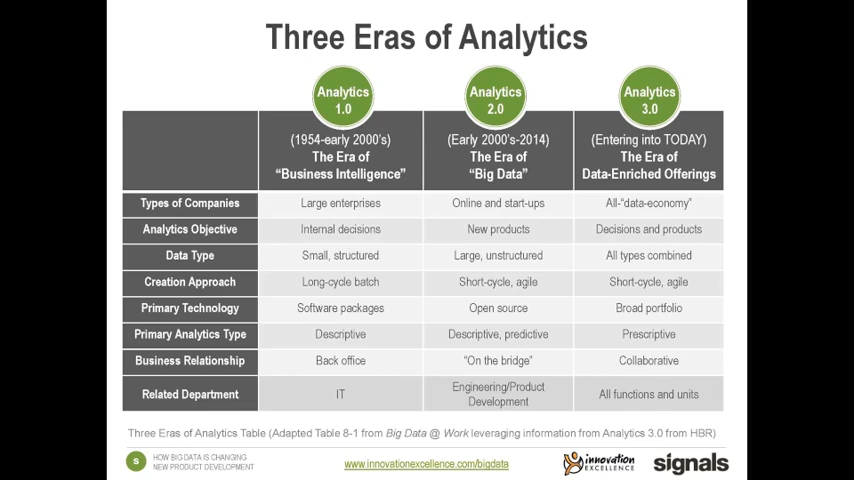 Three Eras of Analytics
Analytics
1.0
Analytics
2.0
Analytics
3.0
(1954-early 2000's)
The Era of
“Business Intelligence”
(Early 2000's-2014)
The Era of
“Big Data”
(Entering into TODAY)
The Era of
Data-Enriched Offerings
Types of Companies Large enterprises Online and start-ups All-“data-economy”
Analytics Objective Internal decisions New products Decisions and products
Data Type Small, structured Large, unstructured All types combined
Creation Approach Long-cycle batch Short-cycle, agile Short-cycle, agile
Primary Technology Software packages Open source Broad portfolio
Primary Analytics Type Descriptive Descriptive, predictive Prescriptive
Business Relationship Back office “On the bridge” Collaborative
Related Department IT Engineering/Product
Development All functions and units
Three Eras of Analytics Table (Adapted Table 8-1 from Big Data @ Work leveraging information from Analytics 3.0 from HBR)
S
HOW BIG DATA IS CHANGING
NEW PRODUCT DEVELOPMENT
www.innovationexcellence.com/bigdata
innovation
EXCELLENCE
signals